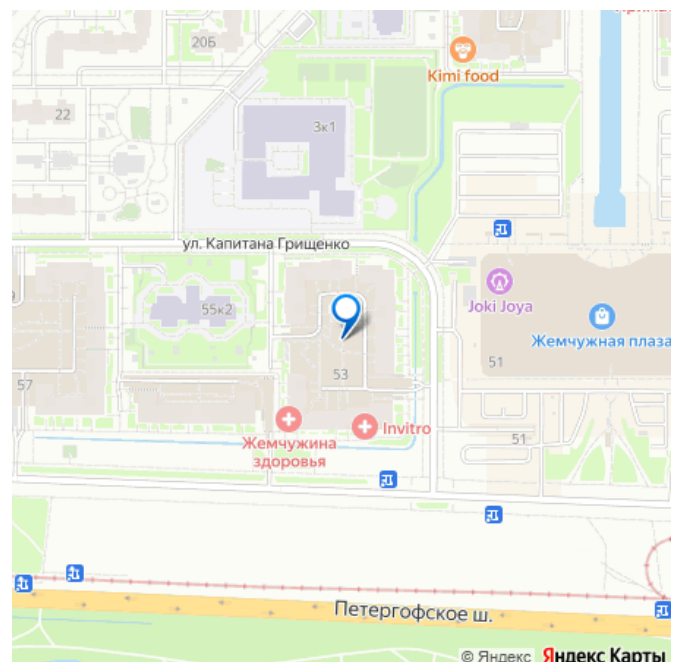 20Б
Kimi food
22
3к1
ул. Капитана Грищенко
Joki Joya
55к2
Жемчужная плаза
51
57
53
Invitro
Жемчужина
здоровья
51
Петергофское ш.
© Яндекс Яндекс Карты